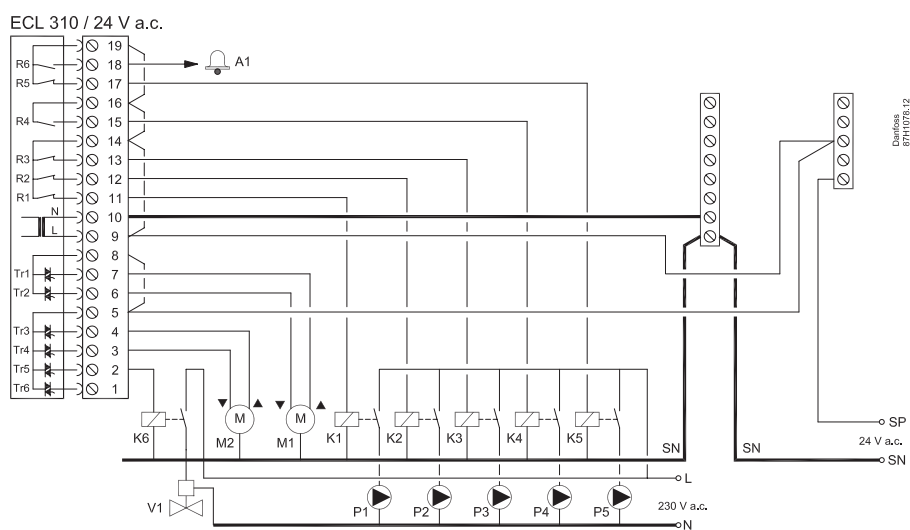 ECL 310 / 24 V a.c.
19
R6 18 A1
R5 17
16
R4 15
14
R3 13
R2 12
R1 11
N 10
L 9
8
Tr1 7
Tr2 6
5
Tr3 4
Tr4 3
Tr5 2
Tr6 1
Danfoss
87H1078.12
M M
K6 M2 M1 K1 K2 K3 K4 K5
SP
24 V a.c.
SN SN SN
L
V1 P1 P2 P3 P4 P5
230 V a.c.
N